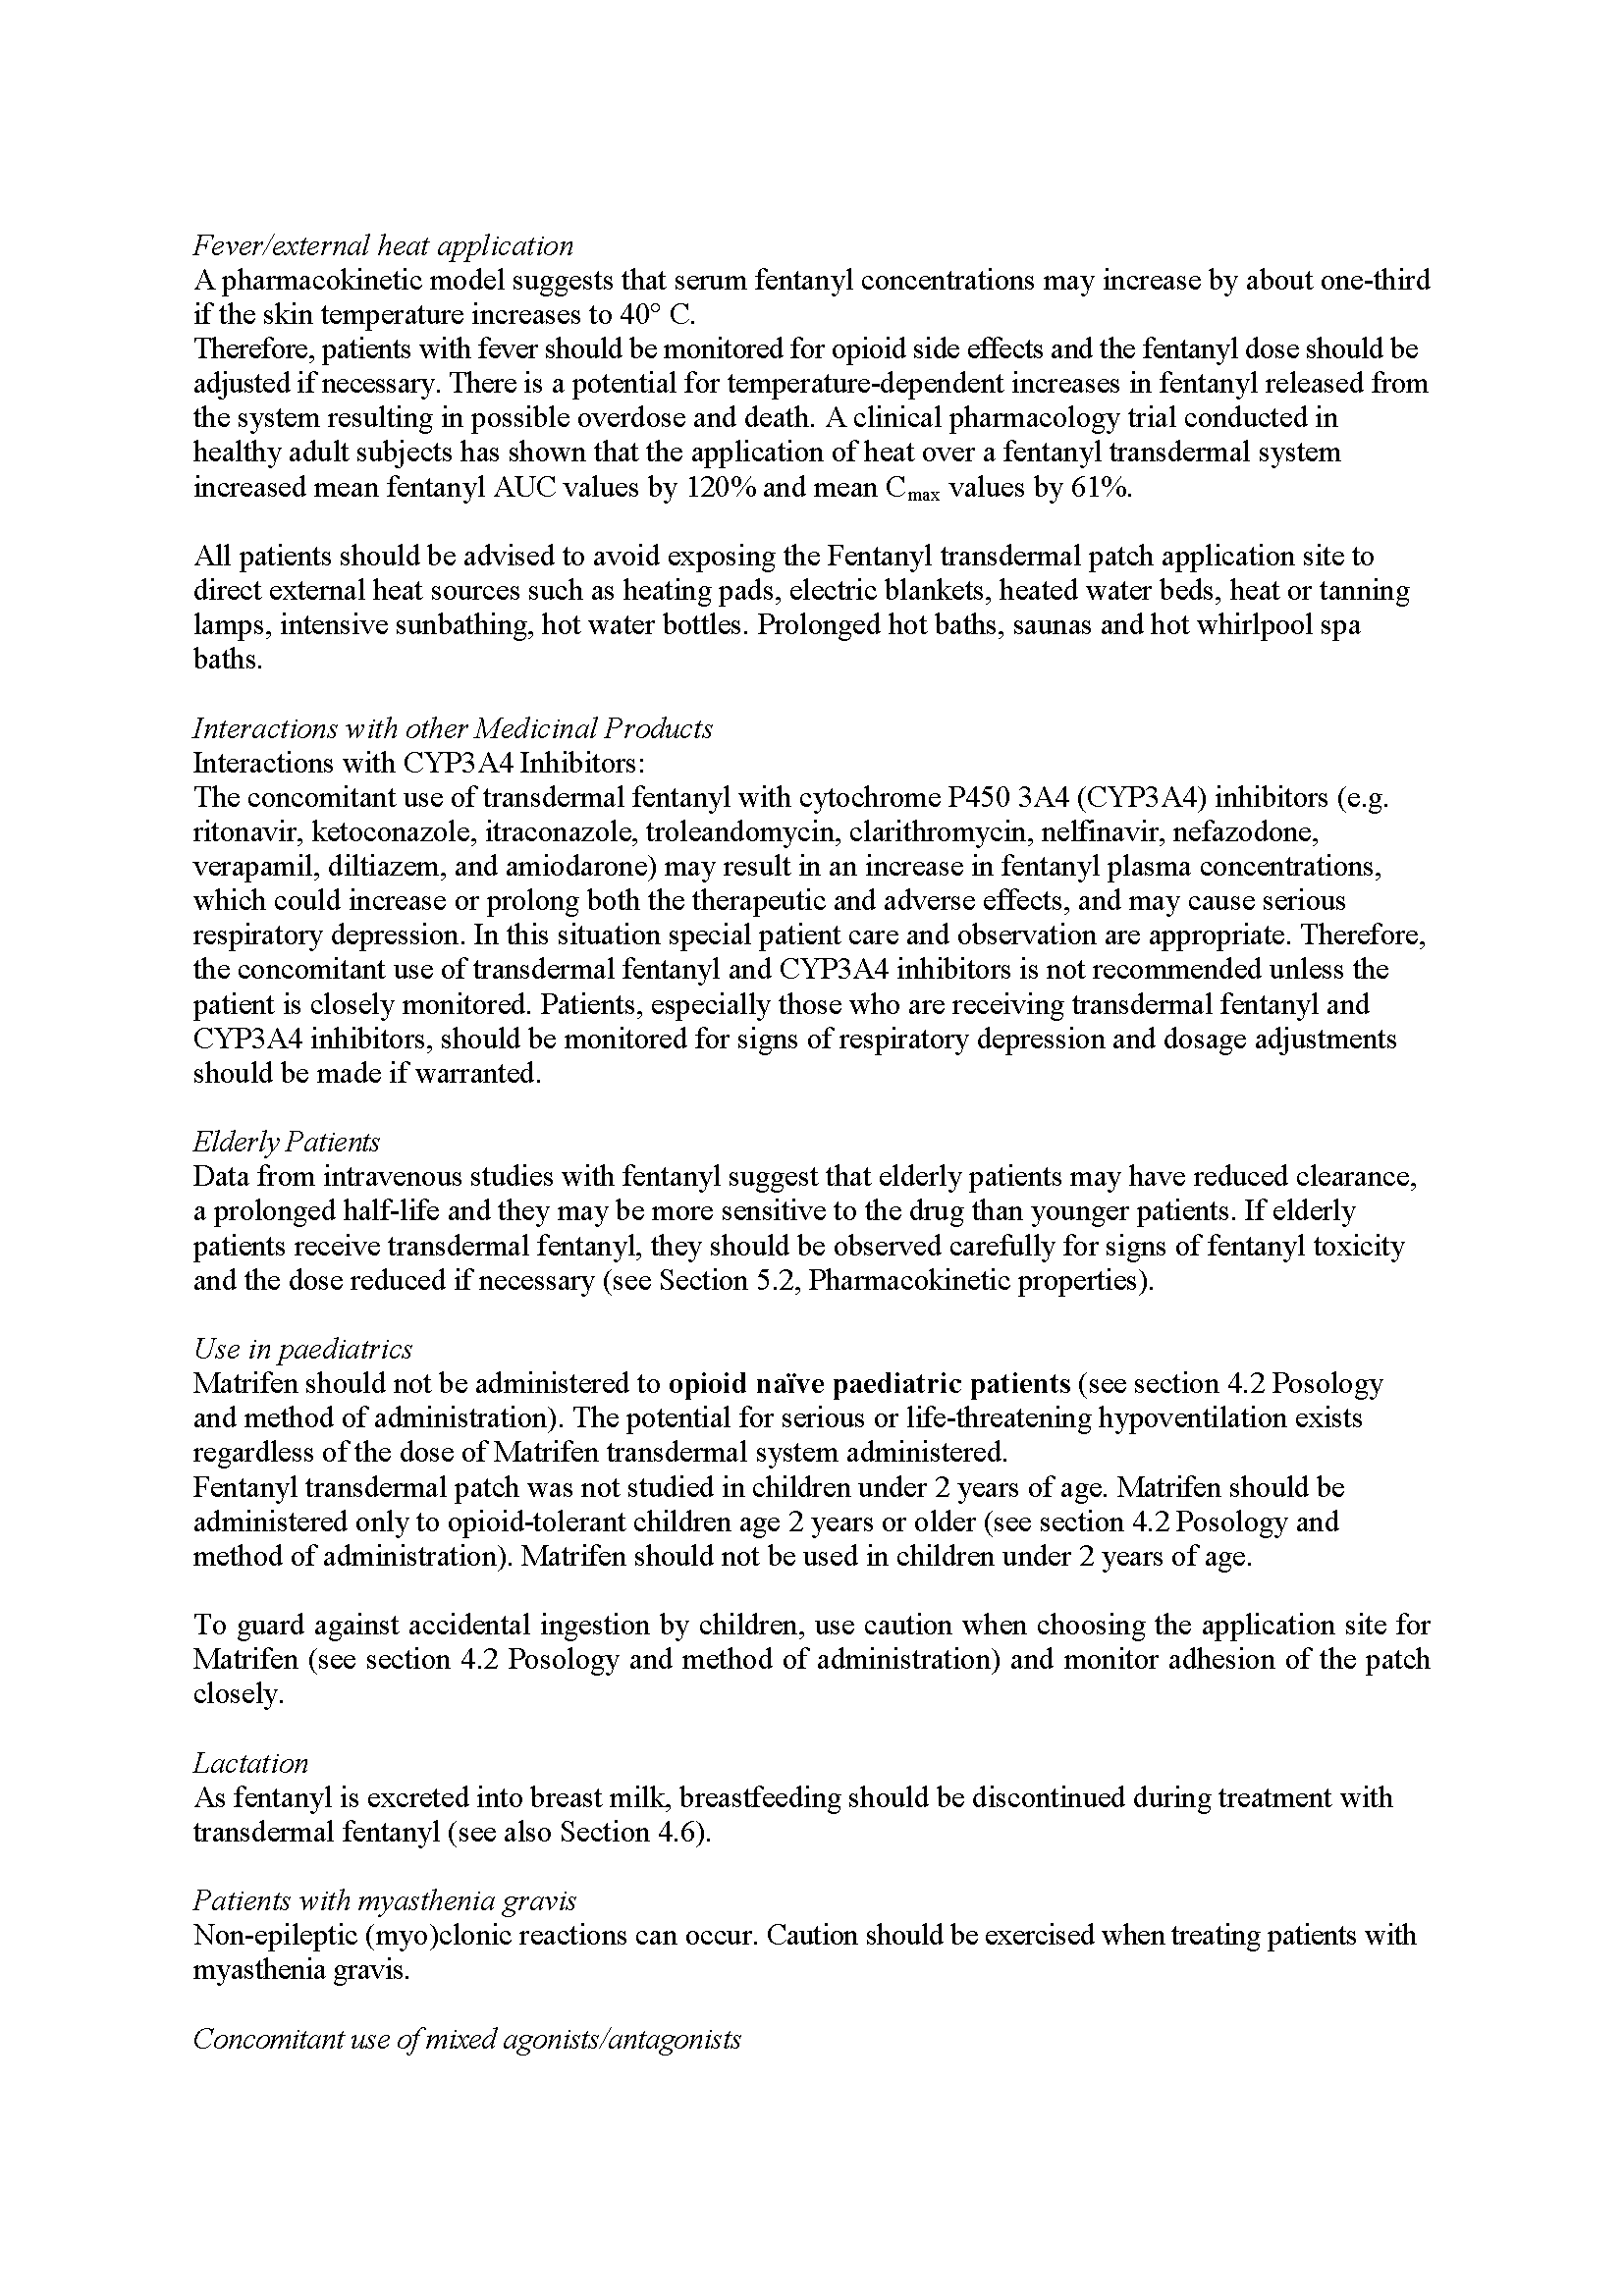 Fever/external heat application
A pharmacokinetic model suggests that serum fentanyl concentrations may increase by about one-third
if the skin temperature increases to 40° C.
Therefore, patients with fever should be monitored for opioid side effects and the fentanyl dose should be
adjusted if necessary. There is a potential for temperature-dependent increases in fentanyl released from
the system resulting in possible overdose and death. A clinical pharmacology trial conducted in
healthy adult subjects has shown that the application of heat over a fentanyl transdermal system
increased mean fentanyl AUC values by 120% and mean Cmax values by 61%.
All patients should be advised to avoid exposing the Fentanyl transdermal patch application site to
direct external heat sources such as heating pads, electric blankets, heated water beds, heat or tanning
lamps, intensive sunbathing, hot water bottles. Prolonged hot baths, saunas and hot whirlpool spa
baths.
Interactions with other Medicinal Products
Interactions with CYP3A4 Inhibitors:
The concomitant use of transdermal fentanyl with cytochrome P450 3A4 (CYP3A4) inhibitors (e.g.
ritonavir, ketoconazole, itraconazole, troleandomycin, clarithromycin, nelfinavir, nefazodone,
verapamil, diltiazem, and amiodarone) may result in an increase in fentanyl plasma concentrations,
which could increase or prolong both the therapeutic and adverse effects, and may cause serious
respiratory depression. In this situation special patient care and observation are appropriate. Therefore,
the concomitant use of transdermal fentanyl and CYP3A4 inhibitors is not recommended unless the
patient is closely monitored. Patients, especially those who are receiving transdermal fentanyl and
CYP3A4 inhibitors, should be monitored for signs of respiratory depression and dosage adjustments
should be made if warranted.
Elderly Patients
Data from intravenous studies with fentanyl suggest that elderly patients may have reduced clearance,
a prolonged half-life and they may be more sensitive to the drug than younger patients. If elderly
patients receive transdermal fentanyl, they should be observed carefully for signs of fentanyl toxicity
and the dose reduced if necessary (see Section 5.2, Pharmacokinetic properties).
Use in paediatrics
Matrifen should not be administered to opioid naïve paediatric patients (see section 4.2 Posology
and method of administration). The potential for serious or life-threatening hypoventilation exists
regardless of the dose of Matrifen transdermal system administered.
Fentanyl transdermal patch was not studied in children under 2 years of age. Matrifen should be
administered only to opioid-tolerant children age 2 years or older (see section 4.2 Posology and
method of administration). Matrifen should not be used in children under 2 years of age.
To guard against accidental ingestion by children, use caution when choosing the application site for
Matrifen (see section 4.2 Posology and method of administration) and monitor adhesion of the patch
closely.
Lactation
As fentanyl is excreted into breast milk, breastfeeding should be discontinued during treatment with
transdermal fentanyl (see also Section 4.6).
Patients with myasthenia gravis
Non-epileptic (myo)clonic reactions can occur. Caution should be exercised when treating patients with
myasthenia gravis.
Concomitant use of mixed agonists/antagonists